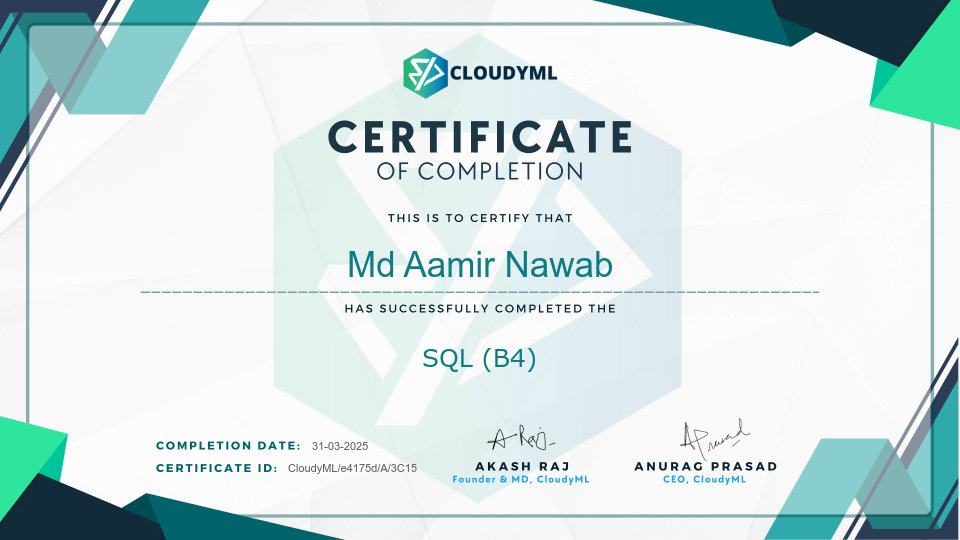 CLOUDYML
CERTIFICATE
OF COMPLETION
THIS IS TO CERTIFY THAT
Md Aamir Nawab
HAS SUCCESSFULLY COMPLETED THE
SQL (B4)
COMPLETION DATE: 31-03-2025
CERTIFICATE ID: CloudyML/e4175d/A/3C15
A Raj
AKASH RAJ
Founder & MD, CloudyML
APrasad
ANURAG PRASAD
CEO, CloudyML